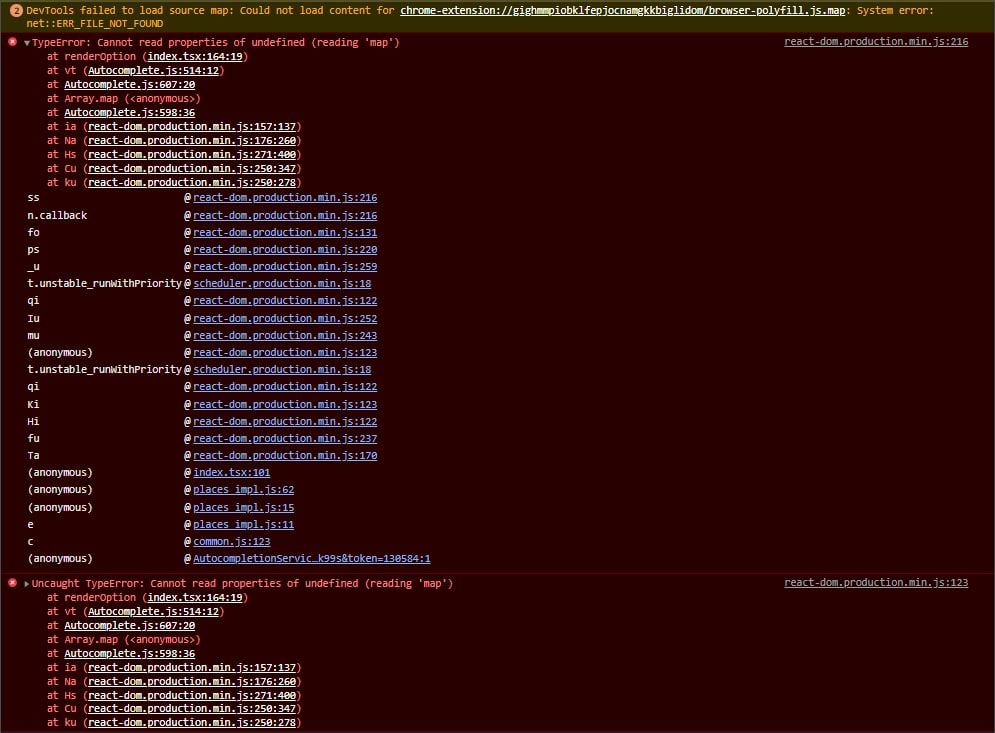 2 DevTools failed to load source map: Could not load content for chrome-extension://gighmmpiobklfepjocnamgkkbiglidom/browser-polyfill.js.map: System error:
net::ERR_FILE_NOT_FOUND
TypeError: Cannot read properties of undefined (reading 'map') react-dom.production.min.js:216
at renderOption (index.tsx:164:19)
at vt (Autocomplete.js:514:12)
at Autocomplete.js:607:20
at Array.map (<anonymous>)
at Autocomplete.js:598:36
at ia (react-dom.production.min.js:157:137)
at Na (react-dom.production.min.js:176:260)
at Hs (react-dom.production.min.js:271:400)
at Cu (react-dom.production.min.js:250:347)
at ku (react-dom.production.min.js:250:278)
ss @ react-dom.production.min.js:216
n.callback @ react-dom.production.min.js:216
fo @ react-dom.production.min.js:131
ps @ react-dom.production.min.js:220
_u @ react-dom.production.min.js:259
t.unstable_runWithPriority @ scheduler.production.min.js:18
qi @ react-dom.production.min.js:122
Iu @ react-dom.production.min.js:252
mu @ react-dom.production.min.js:243
(anonymous) @ react-dom.production.min.js:123
t.unstable_runWithPriority @ scheduler.production.min.js:18
qi @ react-dom.production.min.js:122
Ki @ react-dom.production.min.js:123
Hi @ react-dom.production.min.js:122
fu @ react-dom.production.min.js:237
Ta @ react-dom.production.min.js:170
(anonymous) @ index.tsx:101
(anonymous) @ places_impl.js:62
(anonymous) @ places_impl.js:15
e @ places_impl.js:11
c @ common.js:123
(anonymous) @ AutocompletionServic…k99s&token=130584:1
Uncaught TypeError: Cannot read properties of undefined (reading 'map') react-dom.production.min.js:123
at renderOption (index.tsx:164:19)
at vt (Autocomplete.js:514:12)
at Autocomplete.js:607:20
at Array.map (<anonymous>)
at Autocomplete.js:598:36
at ia (react-dom.production.min.js:157:137)
at Na (react-dom.production.min.js:176:260)
at Hs (react-dom.production.min.js:271:400)
at Cu (react-dom.production.min.js:250:347)
at ku (react-dom.production.min.js:250:278)